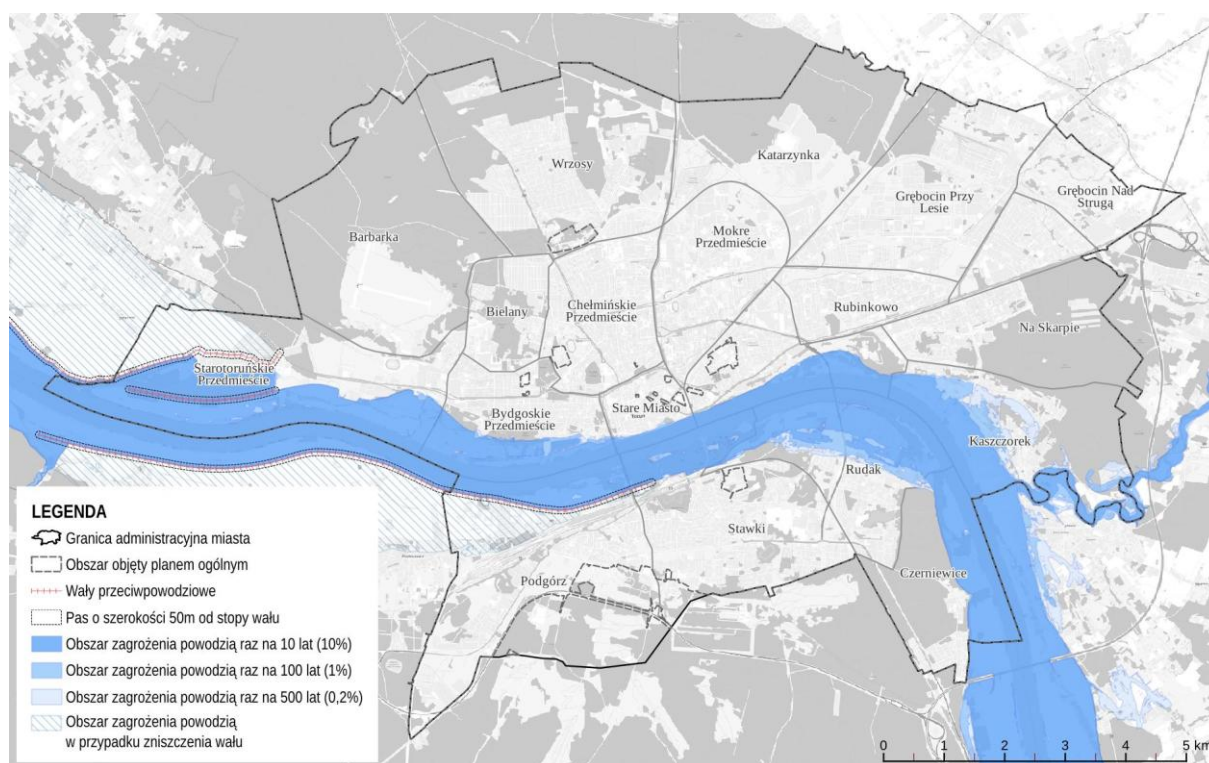 Wrzosy
Katarzynka
Grębocin Przy
Lesie
Grębocin Nad
Strugą
Mokre
Przedmieście
Barbarka
Bielany
Chełmińskie
Przedmieście
Rubinkowo
Na Skarpie
Starotoruńskie
Przedmieście
Bydgoskie
Przedmieście
Stare Miasto
Kaszczorek
Rudak
Stawki
Czerniewice
Podgórz
LEGENDA
Granica administracyjna miasta
Obszar objęty planem ogólnym
Wały przeciwpowodziowe
Pas o szerokości 50m od stopy wału
Obszar zagrożenia powodzią raz na 10 lat (10%)
Obszar zagrożenia powodzią raz na 100 lat (1%)
Obszar zagrożenia powodzią raz na 500 lat (0,2%)
Obszar zagrożenia powodzią
w przypadku zniszczenia wału
0 1 2 3 4 5 km